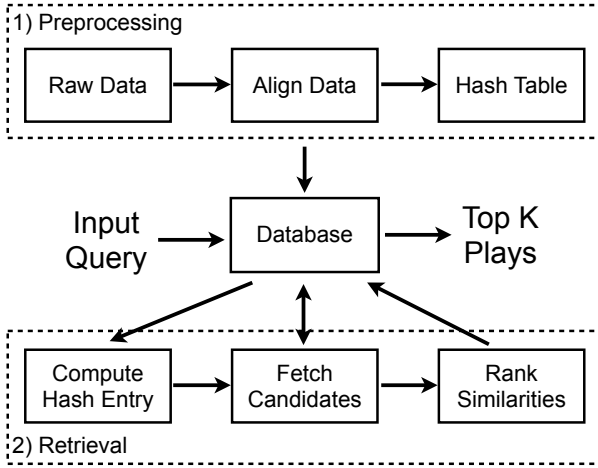 1) Preprocessing
Raw Data
Align Data
Hash Table
Input
Query
Database
Top K
Plays
Compute
Hash Entry
Fetch
Candidates
Rank
Similarities
2) Retrieval